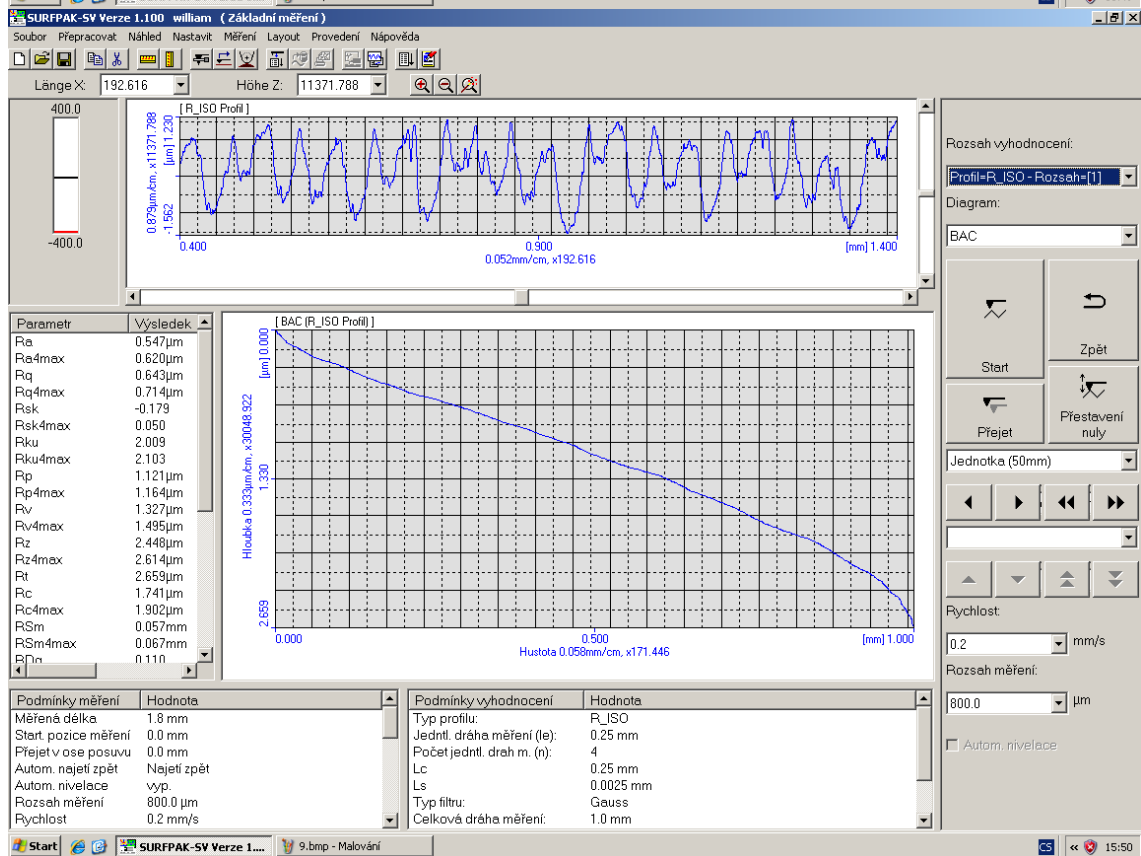 SURFPAK-SV Verze 1.100 william ( Základní měření )
Soubor Přepracovat Náhled Nastavit Měření Layout Provedení Nápověda
Länge X: 192.616 Höhe Z: 11371.788
400.0
-400.0
[ R_ISO Profil ]
0.879µm/cm, x11371.788
-1.562 [µm] 1.230
0.400 0.900 [mm] 1.400
0.052mm/cm, x192.616
Rozsah vyhodnocení:
Profil=R_ISO - Rozsah=[1]
Diagram:
BAC
Start
Zpět
Přejet
Přestavení
nuly
Jednotka (50mm)
Rychlost:
0.2 mm/s
Rozsah měření:
800.0 µm
Autom. nivelace
Parametr Výsledek
Ra 0.547µm
Ra4max 0.620µm
Rq 0.643µm
Rq4max 0.714µm
Rsk -0.179
Rsk4max 0.050
Rku 2.009
Rku4max 2.103
Rp 1.121µm
Rp4max 1.164µm
Rv 1.327µm
Rv4max 1.495µm
Rz 2.448µm
Rz4max 2.614µm
Rt 2.659µm
Rc 1.741µm
Rc4max 1.902µm
RSm 0.057mm
RSm4max 0.067mm
RDq 0.110
[ BAC (R_ISO Profil) ]
Hloubka 0.333µm/cm, x30048.922
2.659 1.330 [µm] 0.000
0.000 0.500 [mm] 1.000
Hustota 0.058mm/cm, x171.446
Podmínky měření Hodnota
Měřená délka 1.8 mm
Start. pozice měření 0.0 mm
Přejet v ose posuvu 0.0 mm
Autom. najetí zpět Najetí zpět
Autom. nivelace vyp.
Rozsah měření 800.0 µm
Rychlost 0.2 mm/s
Podmínky vyhodnocení Hodnota
Typ profilu: R_ISO
Jedntl. dráha měření (le): 0.25 mm
Počet jedntl. drah m. (n): 4
Lc 0.25 mm
Ls 0.0025 mm
Typ filtru: Gauss
Celková dráha měření: 1.0 mm
Start SURFPAK-SV Verze 1.... 9.bmp - Malování CS « 15:50